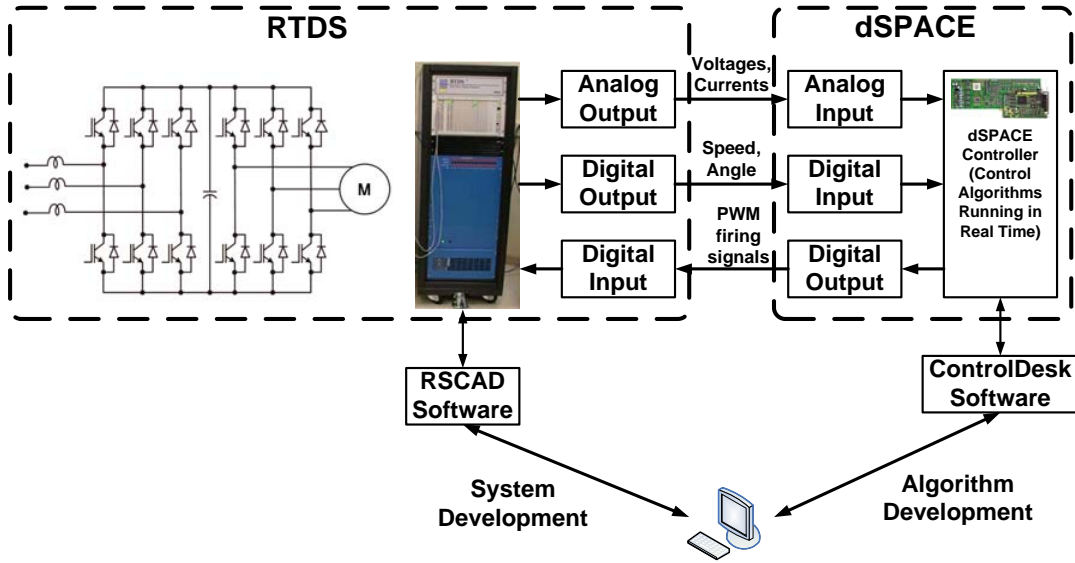 RTDS
dSPACE
M
RTDS
Analog
Output
Voltages,
Currents
Analog
Input
Digital
Output
Speed,
Angle
Digital
Input
Digital
Input
PWM
firing
signals
Digital
Output
dSPACE
Controller
(Control
Algorithms
Running in
Real Time)
RSCAD
Software
ControlDesk
Software
System
Development
Algorithm
Development